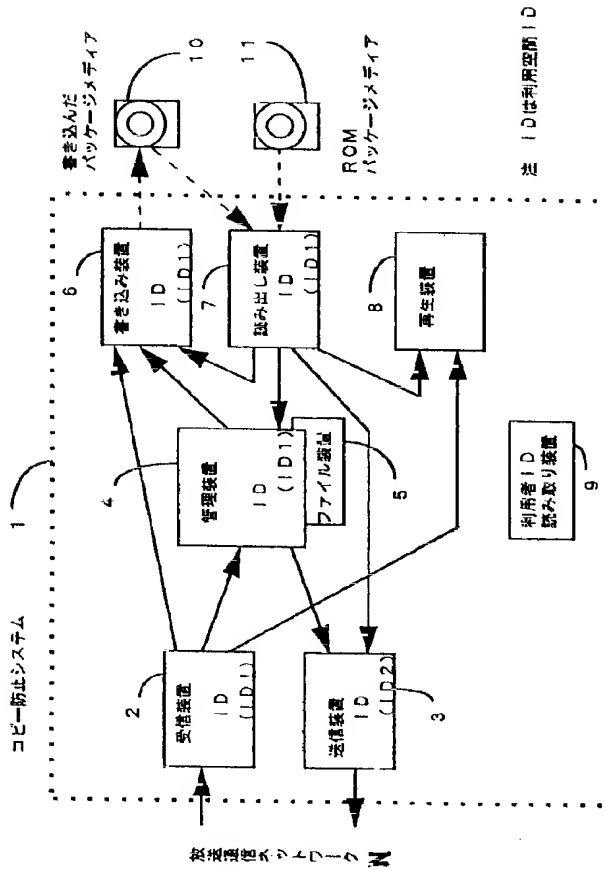 コピー防止システム
1
放送通信ネットワーク
N
2
受信装置
ID
(ID1)
送信装置
ID
(ID2)
3
4
管理装置
ID
(ID1)
ファイル装置
5
6
書き込み装置
ID
(ID1)
7
読み出し装置
ID
(ID1)
8
再生装置
利用者ID
読み取り装置
9
書き込んだ
パッケージメディア
10
11
ROM
パッケージメディア
注 IDは利用空間ID